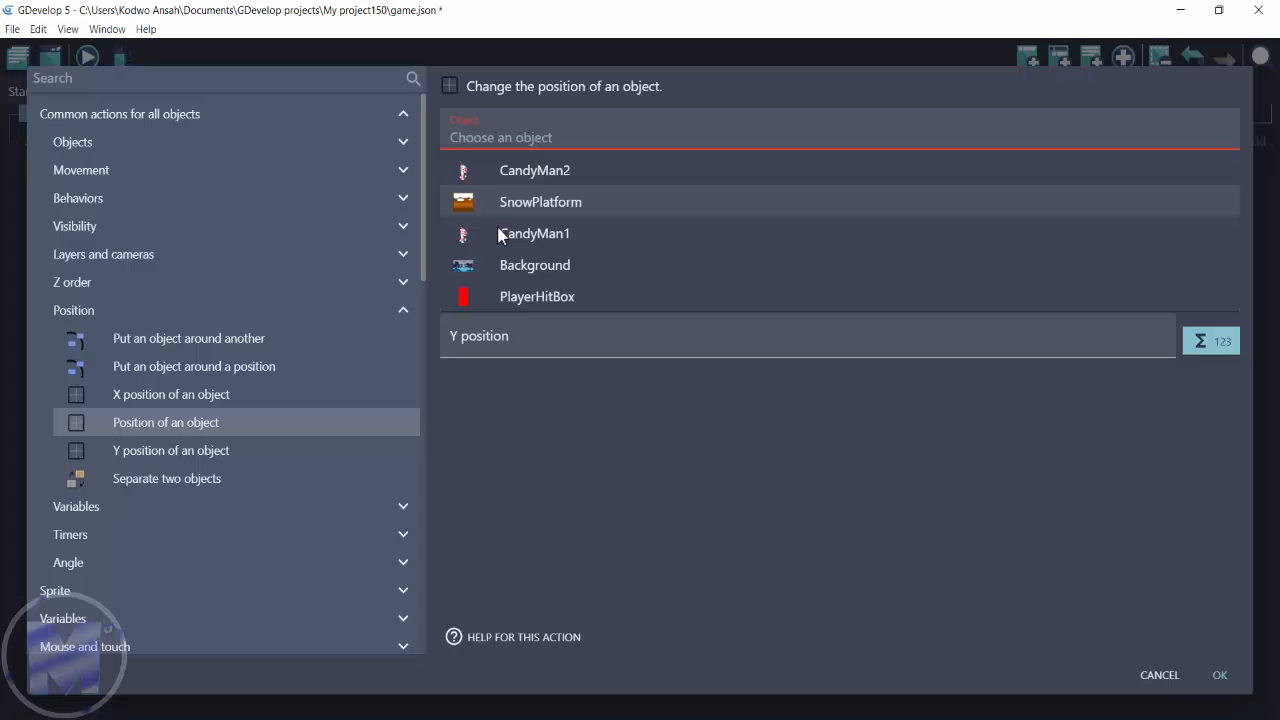 GDevelop 5 - C:\Users\Kodwo Ansah\Documents\GDevelop projects\My project150\game.json *
File Edit View Window Help
Search
Common actions for all objects
Objects
Movement
Behaviors
Visibility
Layers and cameras
Z order
Position
Put an object around another
Put an object around a position
X position of an object
Position of an object
Y position of an object
Separate two objects
Variables
Timers
Angle
Sprite
Variables
Mouse and touch
Change the position of an object.
Object
Choose an object
CandyMan2
SnowPlatform
CandyMan1
Background
PlayerHitBox
Y position
Σ 123
HELP FOR THIS ACTION
CANCEL OK